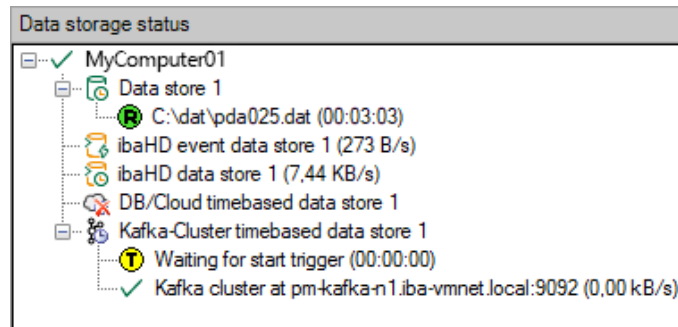 Data storage status
MyComputer01
Data store 1
R C:\dat\pda025.dat (00:03:03)
ibaHD event data store 1 (273 B/s)
ibaHD data store 1 (7,44 KB/s)
DB/Cloud timebased data store 1
Kafka-Cluster timebased data store 1
T Waiting for start trigger (00:00:00)
Kafka cluster at pm-kafka-n1.iba-vmnet.local:9092 (0,00 kB/s)